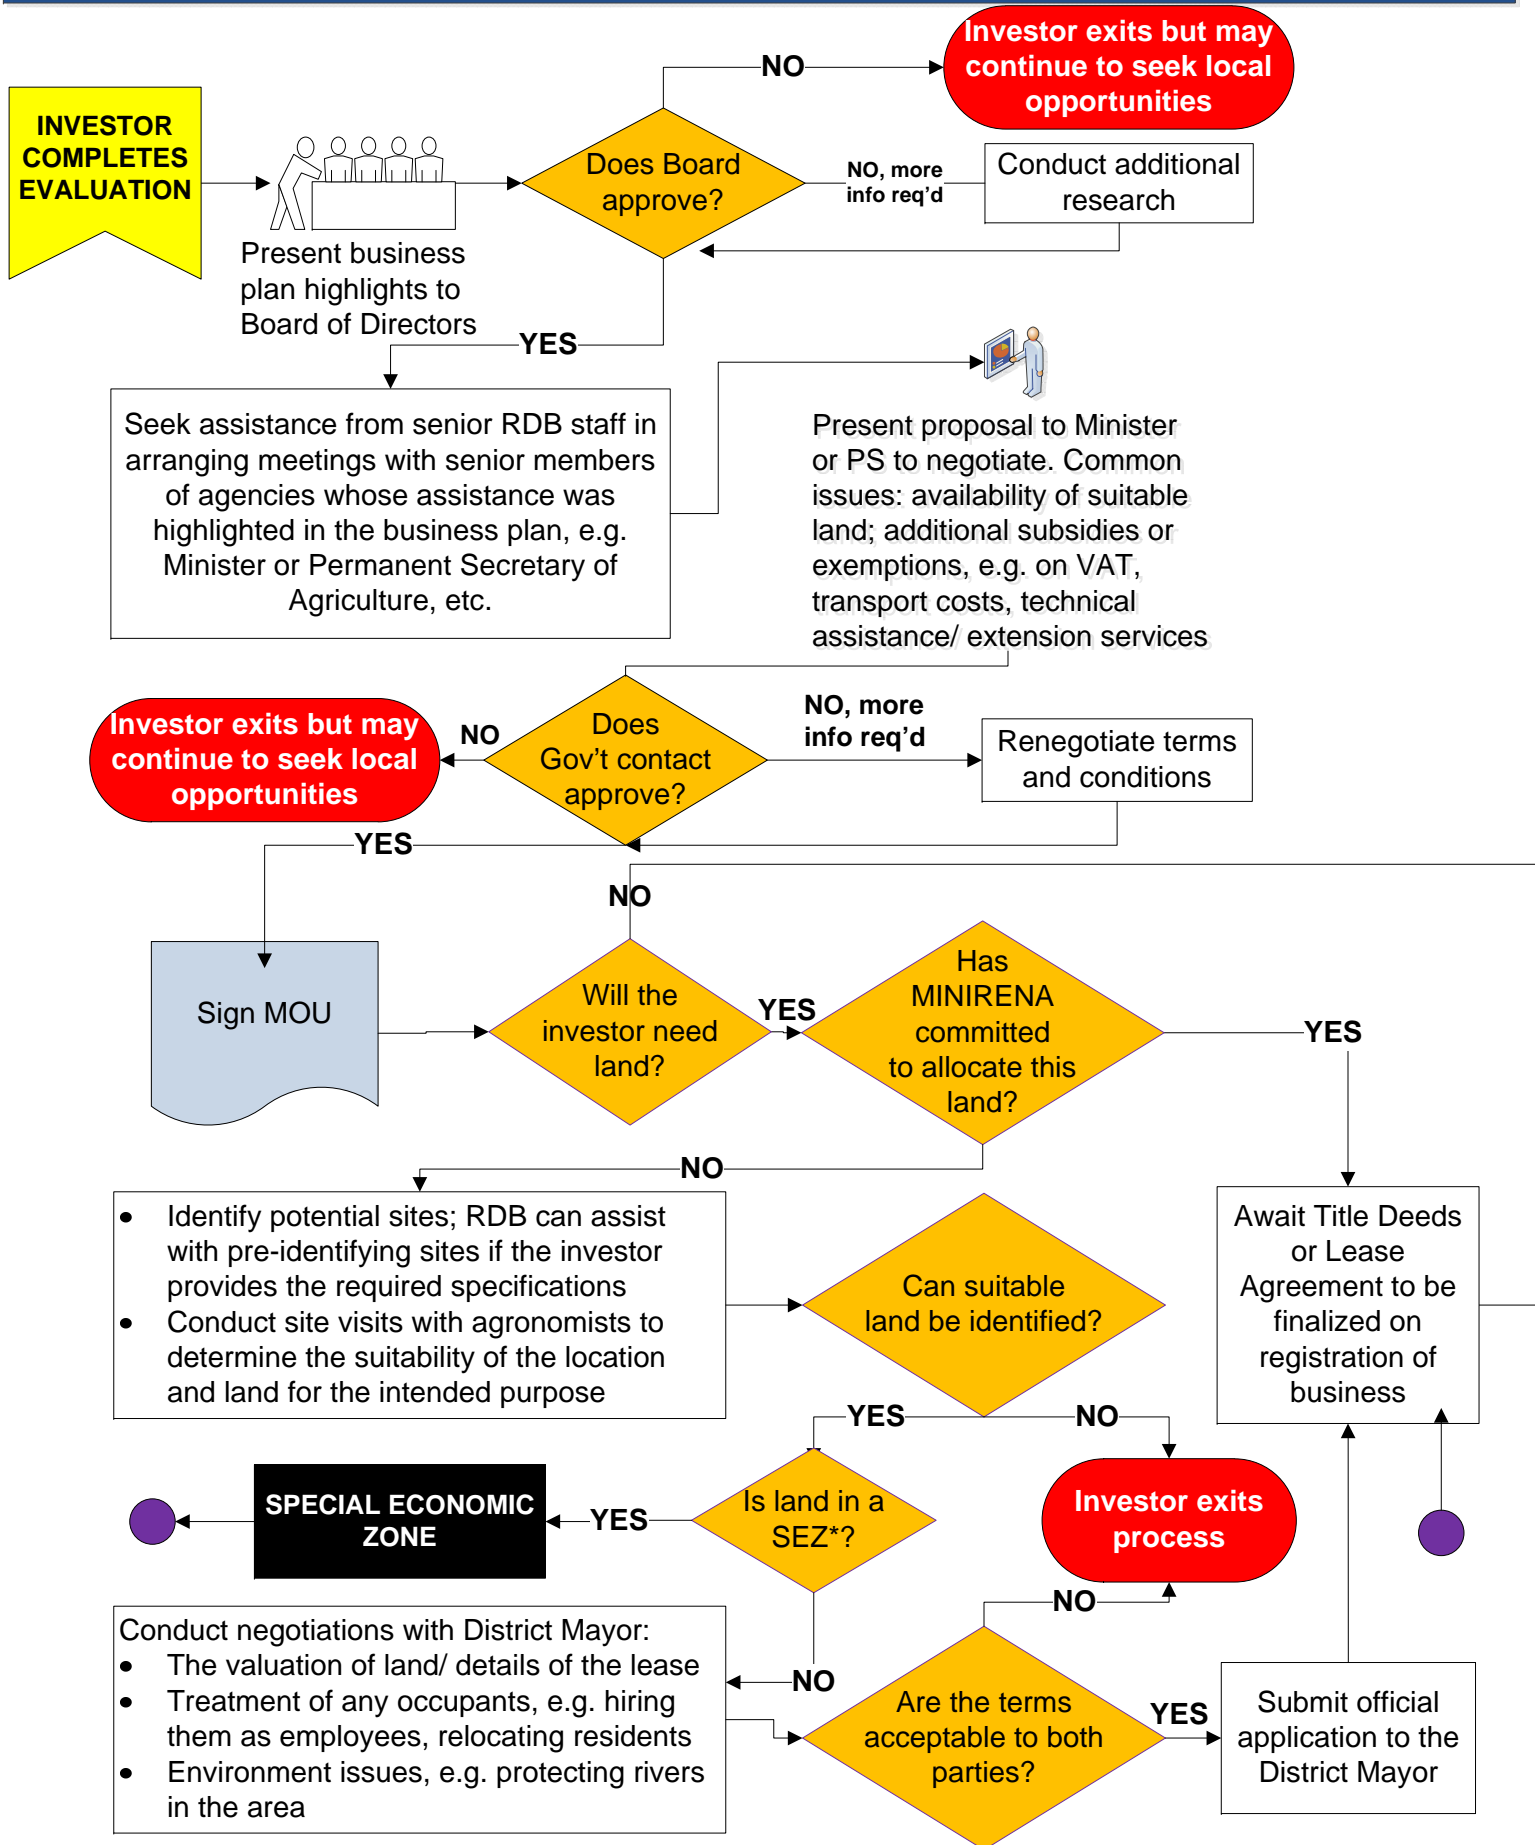 Investor exits but may
continue to seek local
opportunities
NO
INVESTOR
COMPLETES
EVALUATION
Does Board
approve?
NO, more
info req'd
Conduct additional
research
Present business
plan highlights to
Board of Directors
YES
Seek assistance from senior RDB staff in
arranging meetings with senior members
of agencies whose assistance was
highlighted in the business plan, e.g.
Minister or Permanent Secretary of
Agriculture, etc.
Present proposal to Minister
or PS to negotiate. Common
issues: availability of suitable
land; additional subsidies or
exemptions, e.g. on VAT,
transport costs, technical
assistance/ extension services
Investor exits but may
continue to seek local
opportunities
NO
Does
Gov't contact
approve?
NO, more
info req'd
Renegotiate terms
and conditions
YES
NO
Sign MOU
Will the
investor need
land?
YES
Has
MINIRENA
committed
to allocate this
land?
YES
NO
• Identify potential sites; RDB can assist
with pre-identifying sites if the investor
provides the required specifications
• Conduct site visits with agronomists to
determine the suitability of the location
and land for the intended purpose
Can suitable
land be identified?
Await Title Deeds
or Lease
Agreement to be
finalized on
registration of
business
YES
NO
SPECIAL ECONOMIC
ZONE
YES
Is land in a
SEZ*?
Investor exits
process
NO
NO
Conduct negotiations with District Mayor:
• The valuation of land/ details of the lease
• Treatment of any occupants, e.g. hiring
them as employees, relocating residents
• Environment issues, e.g. protecting rivers
in the area
Are the terms
acceptable to both
parties?
YES
Submit official
application to the
District Mayor